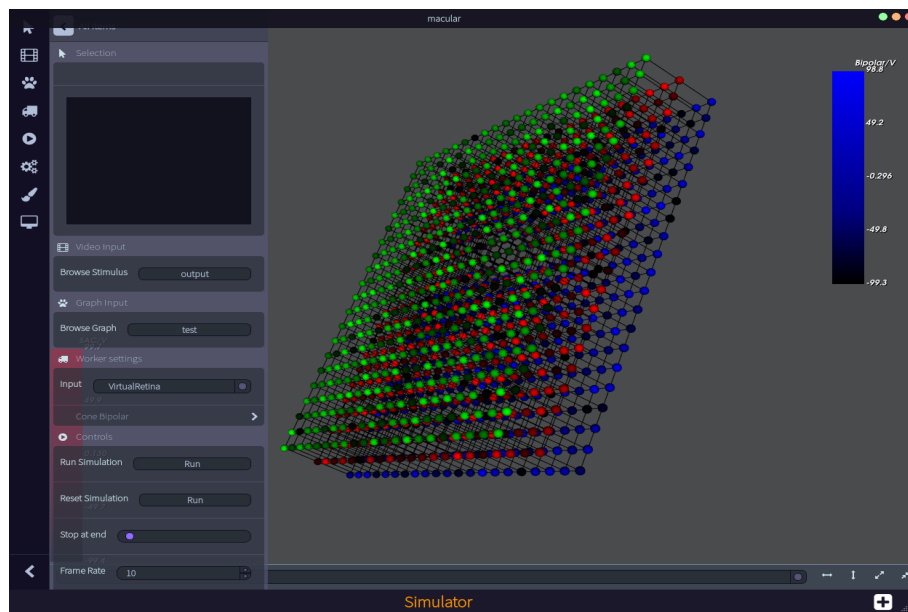 macular
Selection
Bipolar/V
98.8
49.2
-0.296
-49.8
-99.3
Video Input
Browse Stimulus output
Graph Input
Browse Graph test
Worker settings
Input VirtualRetina
Cone Bipolar
Controls
Run Simulation Run
Reset Simulation Run
Stop at end
Frame Rate 10
Simulator